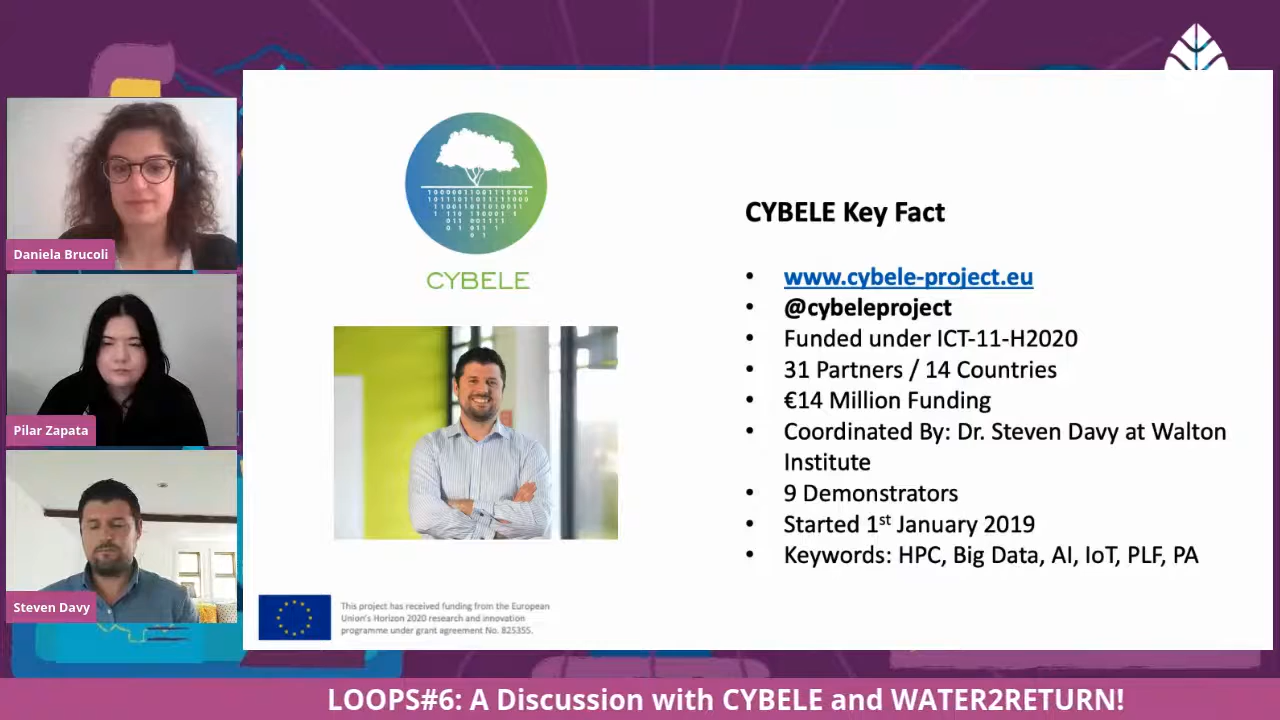 Daniela Brucoli
Pilar Zapata
Steven Davy
CYBELE
CYBELE Key Fact
• www.cybele-project.eu
• @cybeleproject
• Funded under ICT-11-H2020
• 31 Partners / 14 Countries
• €14 Million Funding
• Coordinated By: Dr. Steven Davy at Walton
Institute
• 9 Demonstrators
• Started 1st January 2019
• Keywords: HPC, Big Data, AI, IoT, PLF, PA
This project has received funding from the European
Union's Horizon 2020 research and innovation
programme under grant agreement No. 825355.
LOOPS#6: A Discussion with CYBELE and WATER2RETURN!